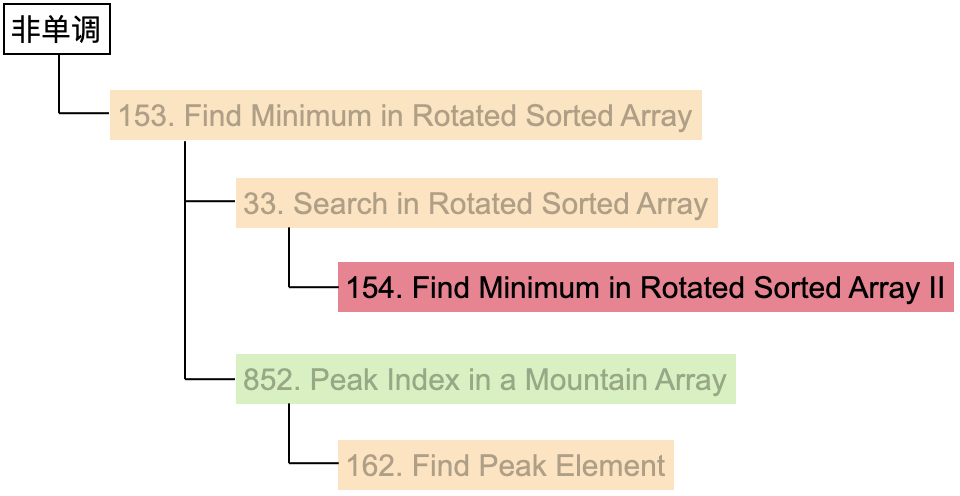 非单调
153. Find Minimum in Rotated Sorted Array
33. Search in Rotated Sorted Array
154. Find Minimum in Rotated Sorted Array II
852. Peak Index in a Mountain Array
162. Find Peak Element